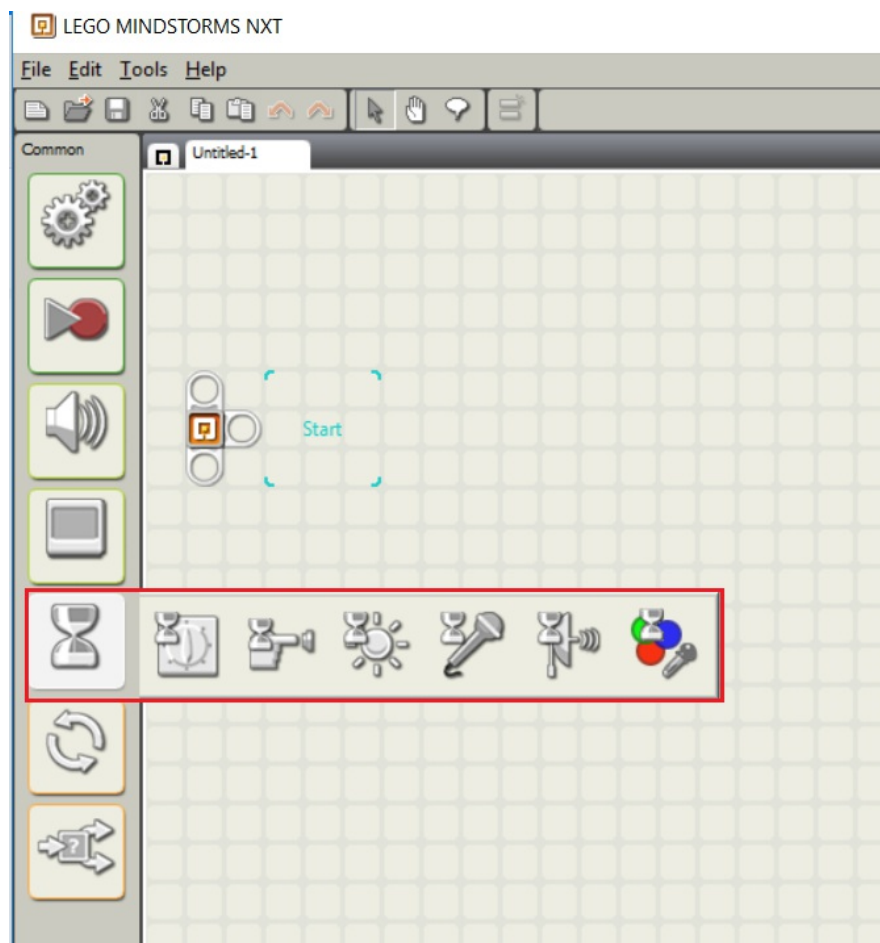 LEGO MINDSTORMS NXT
File Edit Tools Help
Common
Untitled-1
Start
?